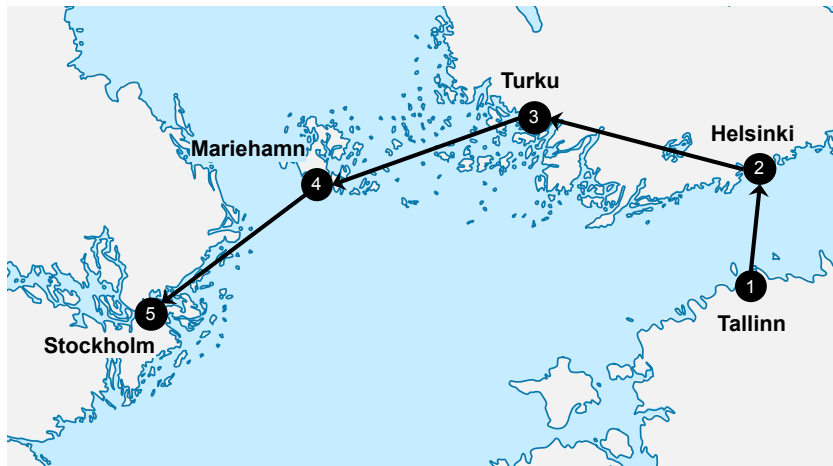 Turku
3
Helsinki
Mariehamn
2
4
1
5
Tallinn
Stockholm